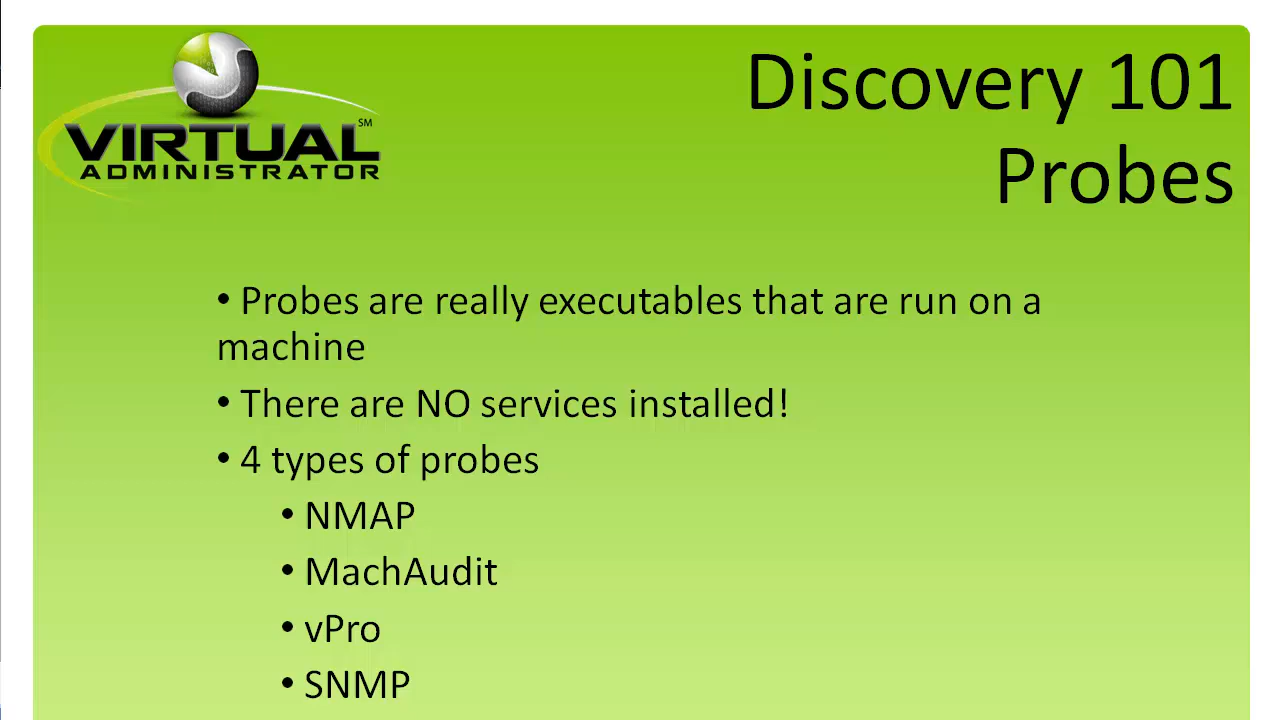 VIRTUAL SM
ADMINISTRATOR
Discovery 101
Probes
• Probes are really executables that are run on a
machine
• There are NO services installed!
• 4 types of probes
• NMAP
• MachAudit
• vPro
• SNMP